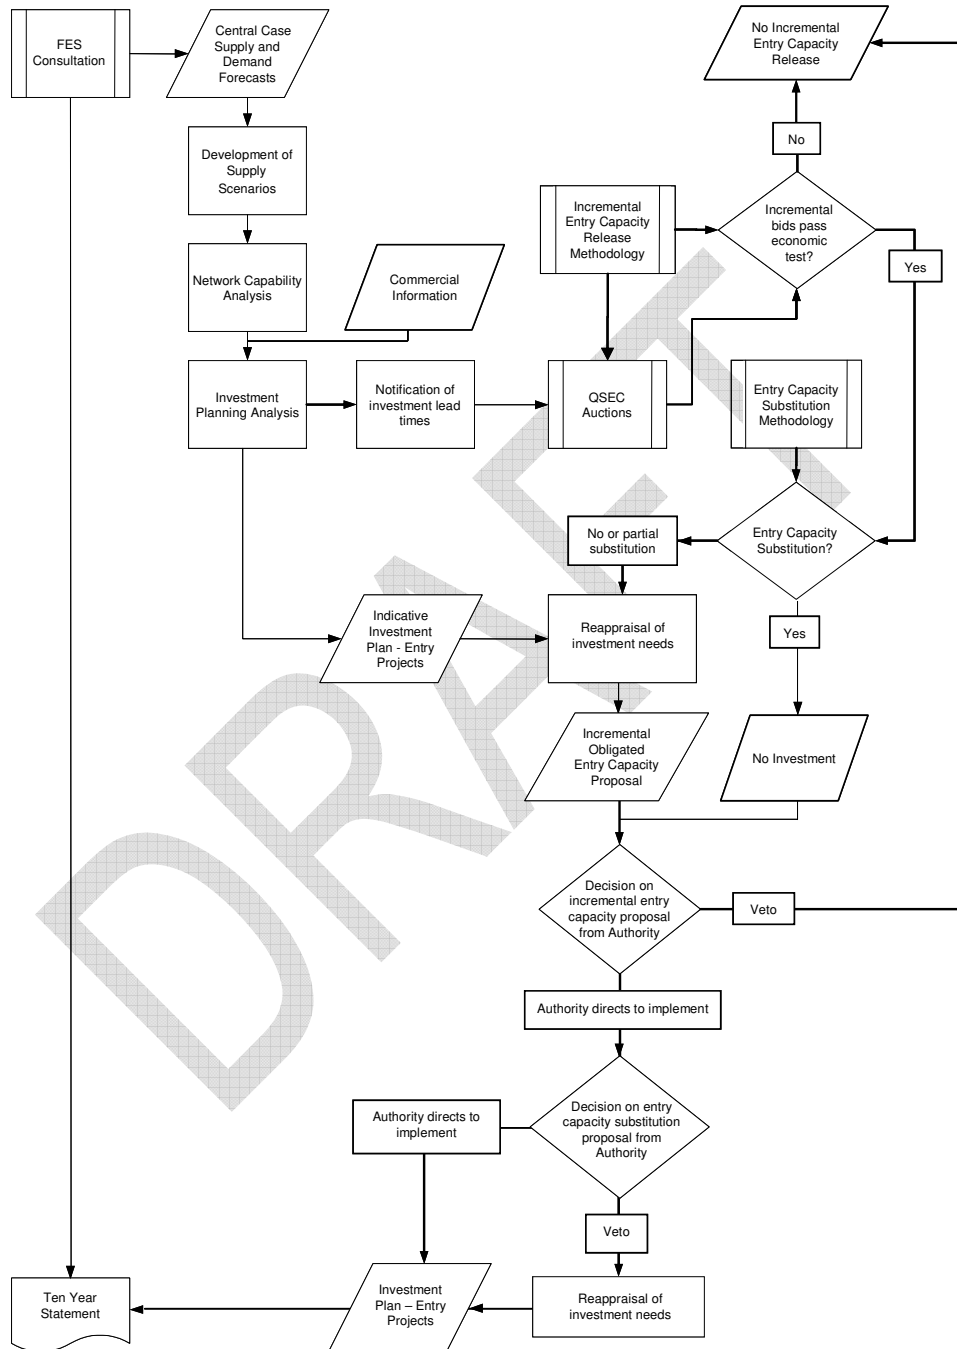 FES
Consultation
Central Case
Supply and
Demand
Forecasts
No Incremental
Entry Capacity
Release
No
Development of
Supply
Scenarios
Incremental
Entry Capacity
Release
Methodology
Incremental
bids pass
economic
test?
Yes
Network Capability
Analysis
Commercial
Information
Investment
Planning Analysis
Notification of
investment lead
times
QSEC
Auctions
Entry Capacity
Substitution
Methodology
No or partial
substitution
Entry Capacity
Substitution?
Indicative
Investment
Plan - Entry
Projects
Reappraisal of
investment needs
Yes
Incremental
Obligated
Entry Capacity
Proposal
No Investment
Decision on
incremental entry
capacity proposal
from Authority
Veto
Authority directs to implement
Authority directs to
implement
Decision on entry
capacity substitution
proposal from
Authority
Veto
Ten Year
Statement
Investment
Plan – Entry
Projects
Reappraisal of
investment needs
DRAFT